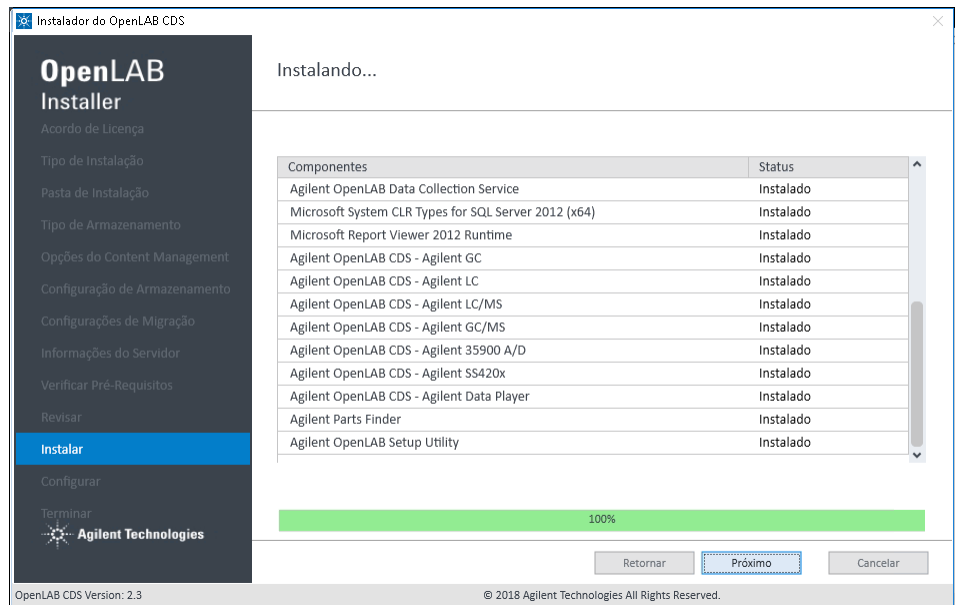 Instalador do OpenLAB CDS
OpenLAB
Installer
Acordo de Licença
Tipo de Instalação
Pasta de Instalação
Tipo de Armazenamento
Opções do Content Management
Configuração de Armazenamento
Configurações de Migração
Informações do Servidor
Verificar Pré-Requisitos
Revisar
Instalar
Configurar
Terminar
Agilent Technologies
Instalando...
Componentes Status
Agilent OpenLAB Data Collection Service Instalado
Microsoft System CLR Types for SQL Server 2012 (x64) Instalado
Microsoft Report Viewer 2012 Runtime Instalado
Agilent OpenLAB CDS - Agilent GC Instalado
Agilent OpenLAB CDS - Agilent LC Instalado
Agilent OpenLAB CDS - Agilent LC/MS Instalado
Agilent OpenLAB CDS - Agilent GC/MS Instalado
Agilent OpenLAB CDS - Agilent 35900 A/D Instalado
Agilent OpenLAB CDS - Agilent SS420x Instalado
Agilent OpenLAB CDS - Agilent Data Player Instalado
Agilent Parts Finder Instalado
Agilent OpenLAB Setup Utility Instalado
100%
Retornar Próximo Cancelar
OpenLAB CDS Version: 2.3 © 2018 Agilent Technologies All Rights Reserved.